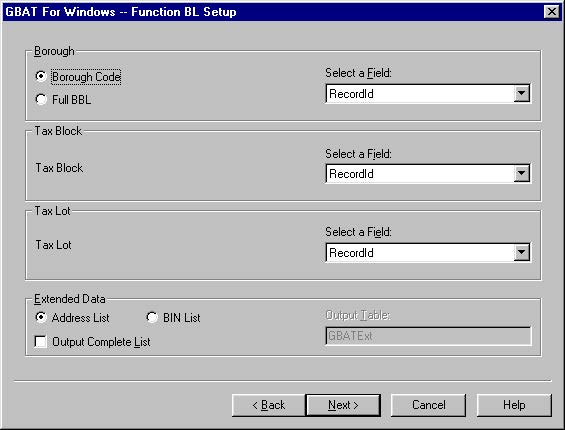 GBAT For Windows -- Function BL Setup
Borough
Borough Code
Full BBL
Select a Field:
RecordId
Tax Block
Tax Block
Select a Field:
RecordId
Tax Lot
Tax Lot
Select a Field:
RecordId
Extended Data
Address List
BIN List
Output Complete List
Output Table:
GBATExt
< Back
Next >
Cancel
Help